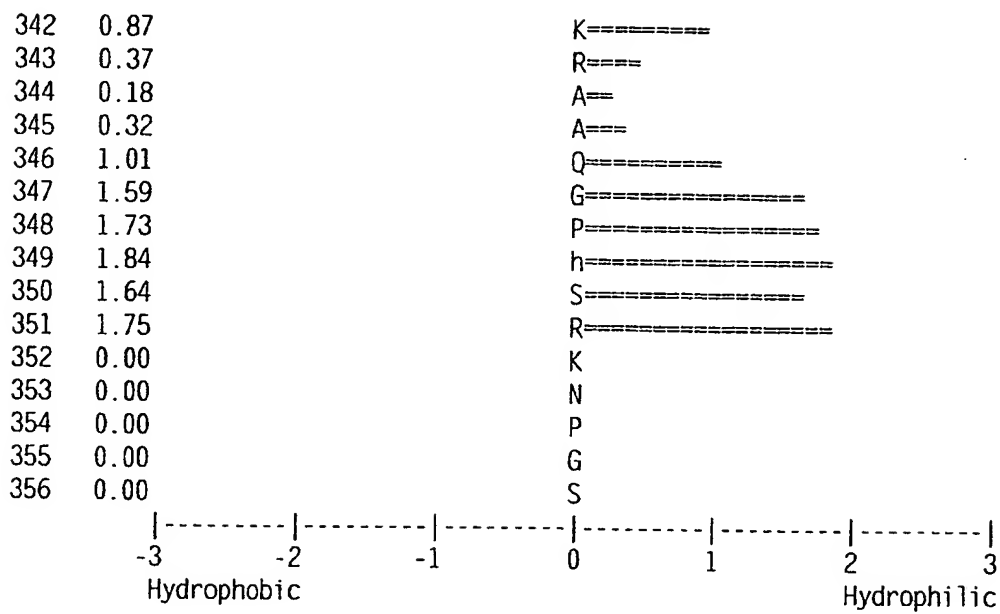 342 0.87 K=========
343 0.37 R====
344 0.18 A==
345 0.32 A===
346 1.01 Q==========
347 1.59 G================
348 1.73 P=================
349 1.84 h==================
350 1.64 S================
351 1.75 R==================
352 0.00 K
353 0.00 N
354 0.00 P
355 0.00 G
356 0.00 S
|---------|---------|---------|---------|---------|---------|
-3 -2 -1 0 1 2 3
Hydrophobic Hydrophilic